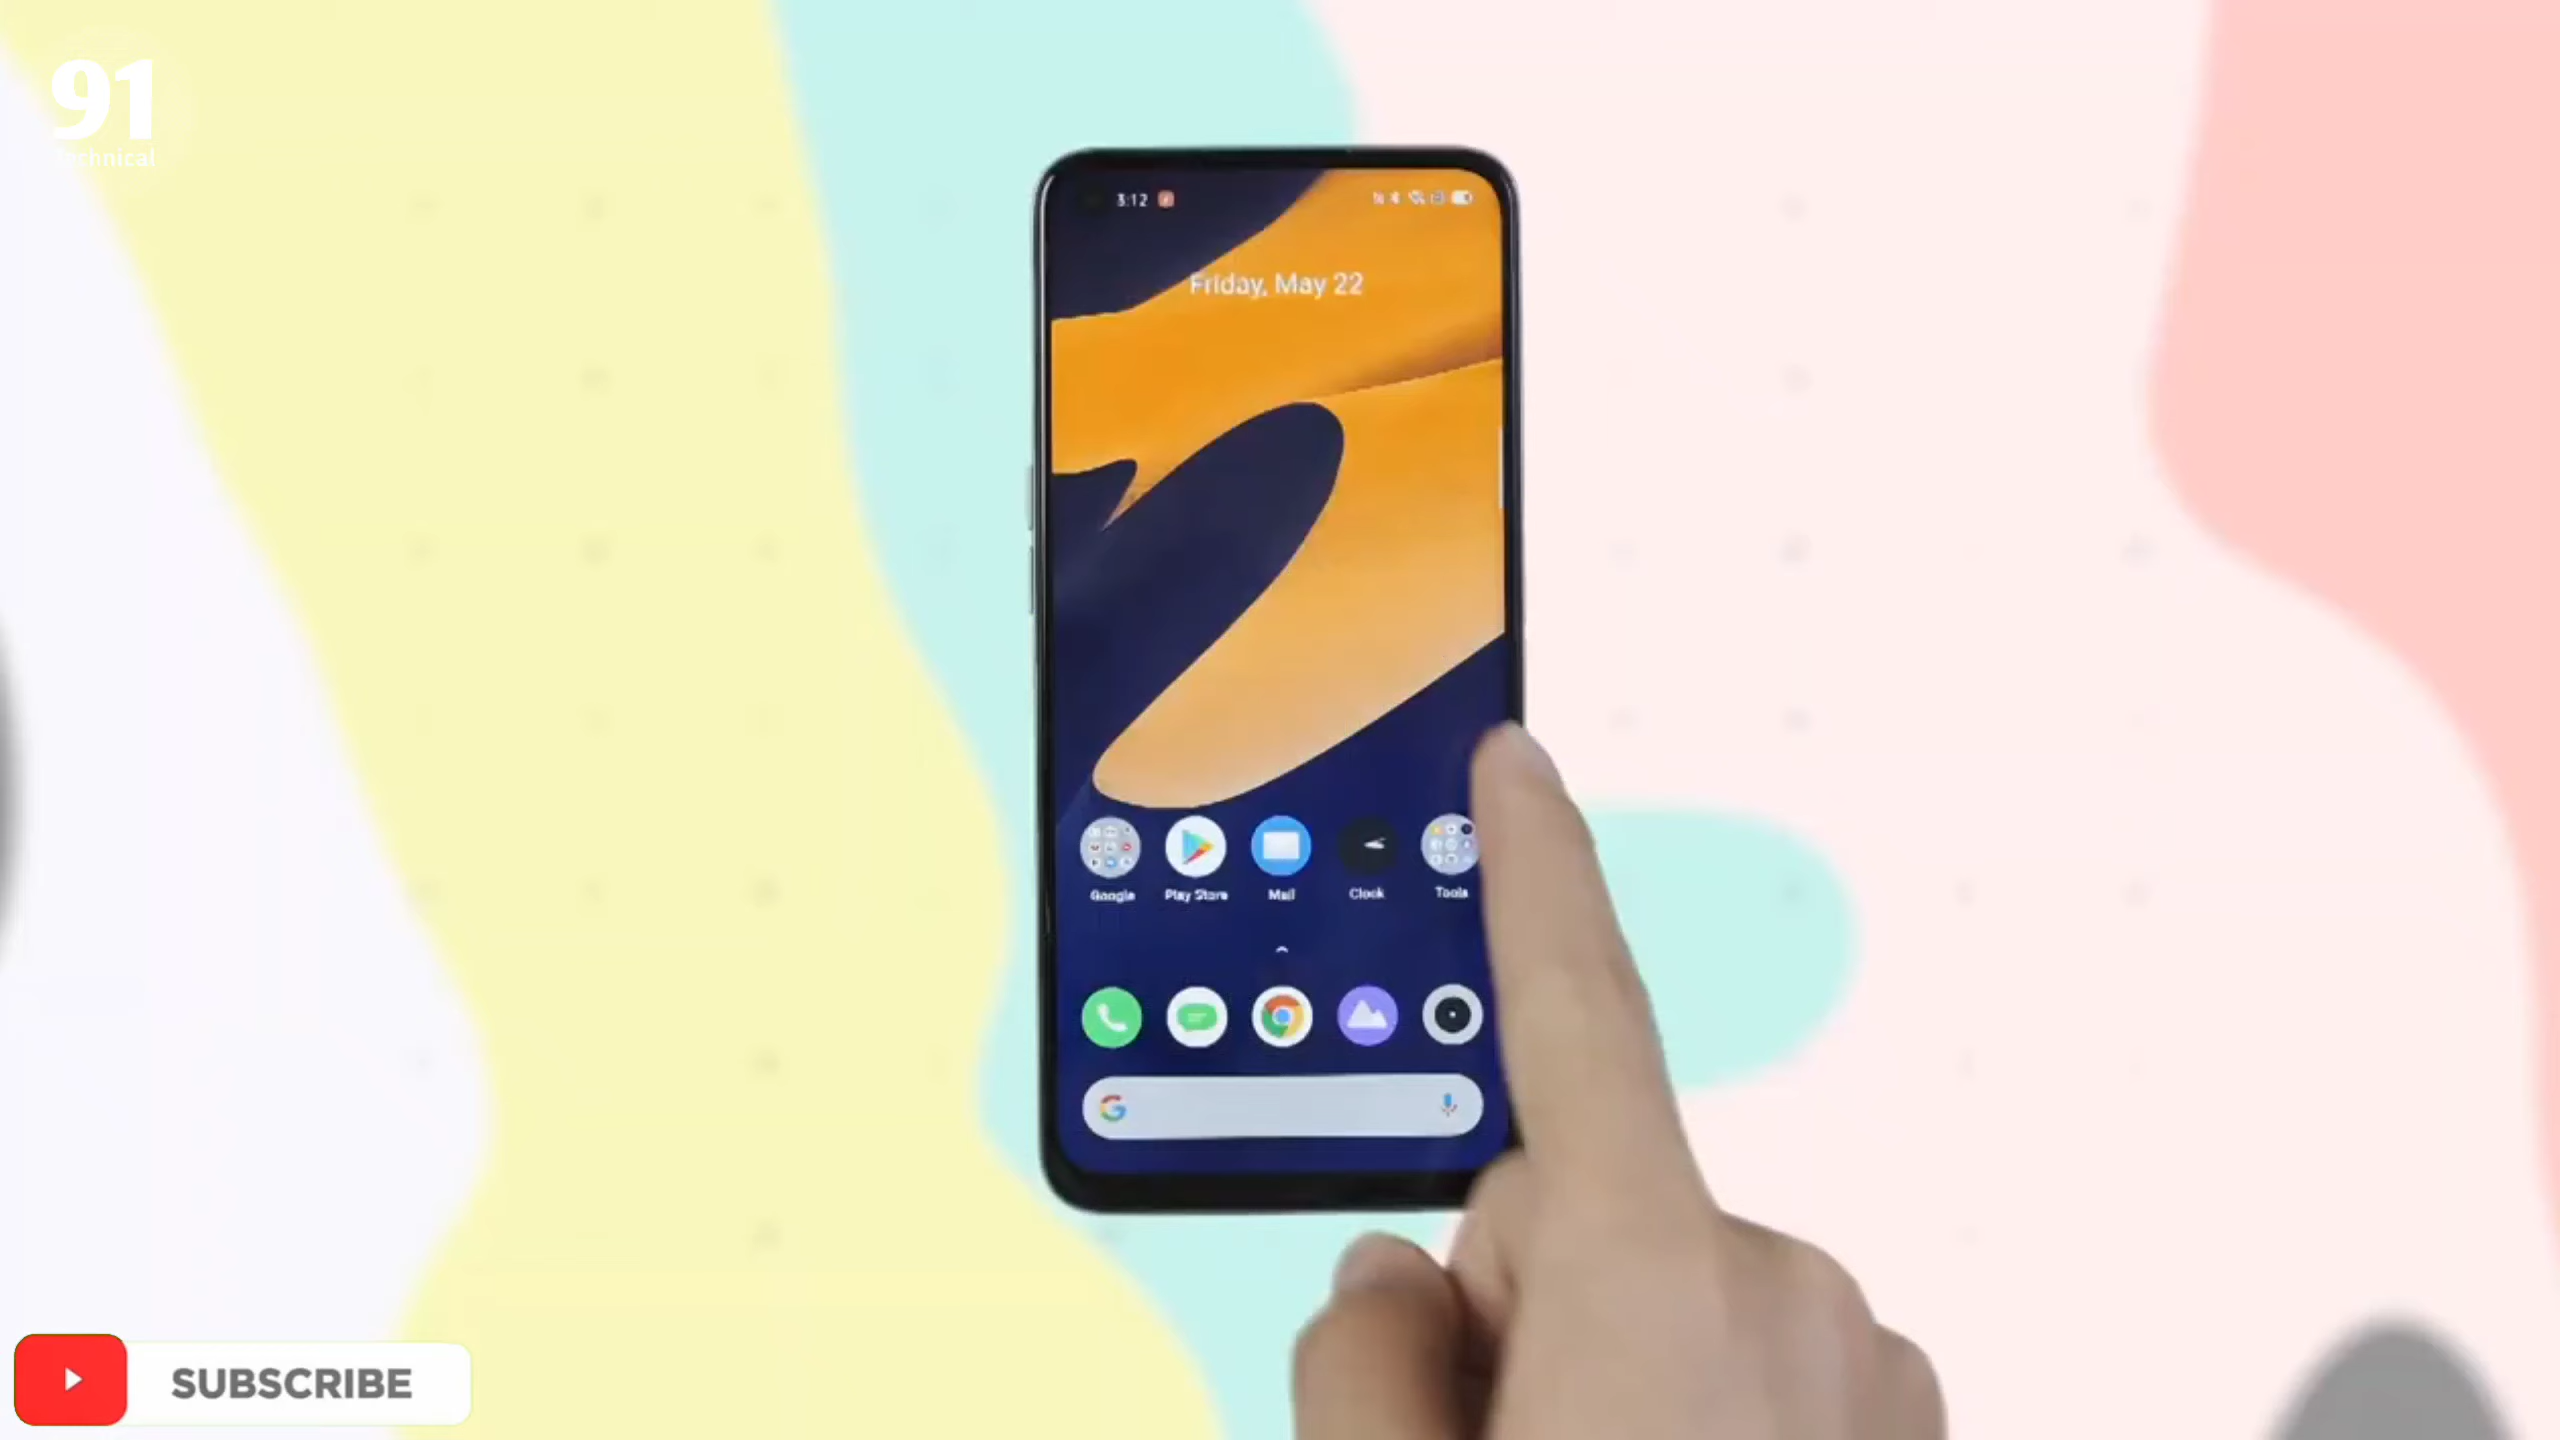 91
Technical
3:12
Friday, May 22
Google Play Store Mail Clock Tools
SUBSCRIBE